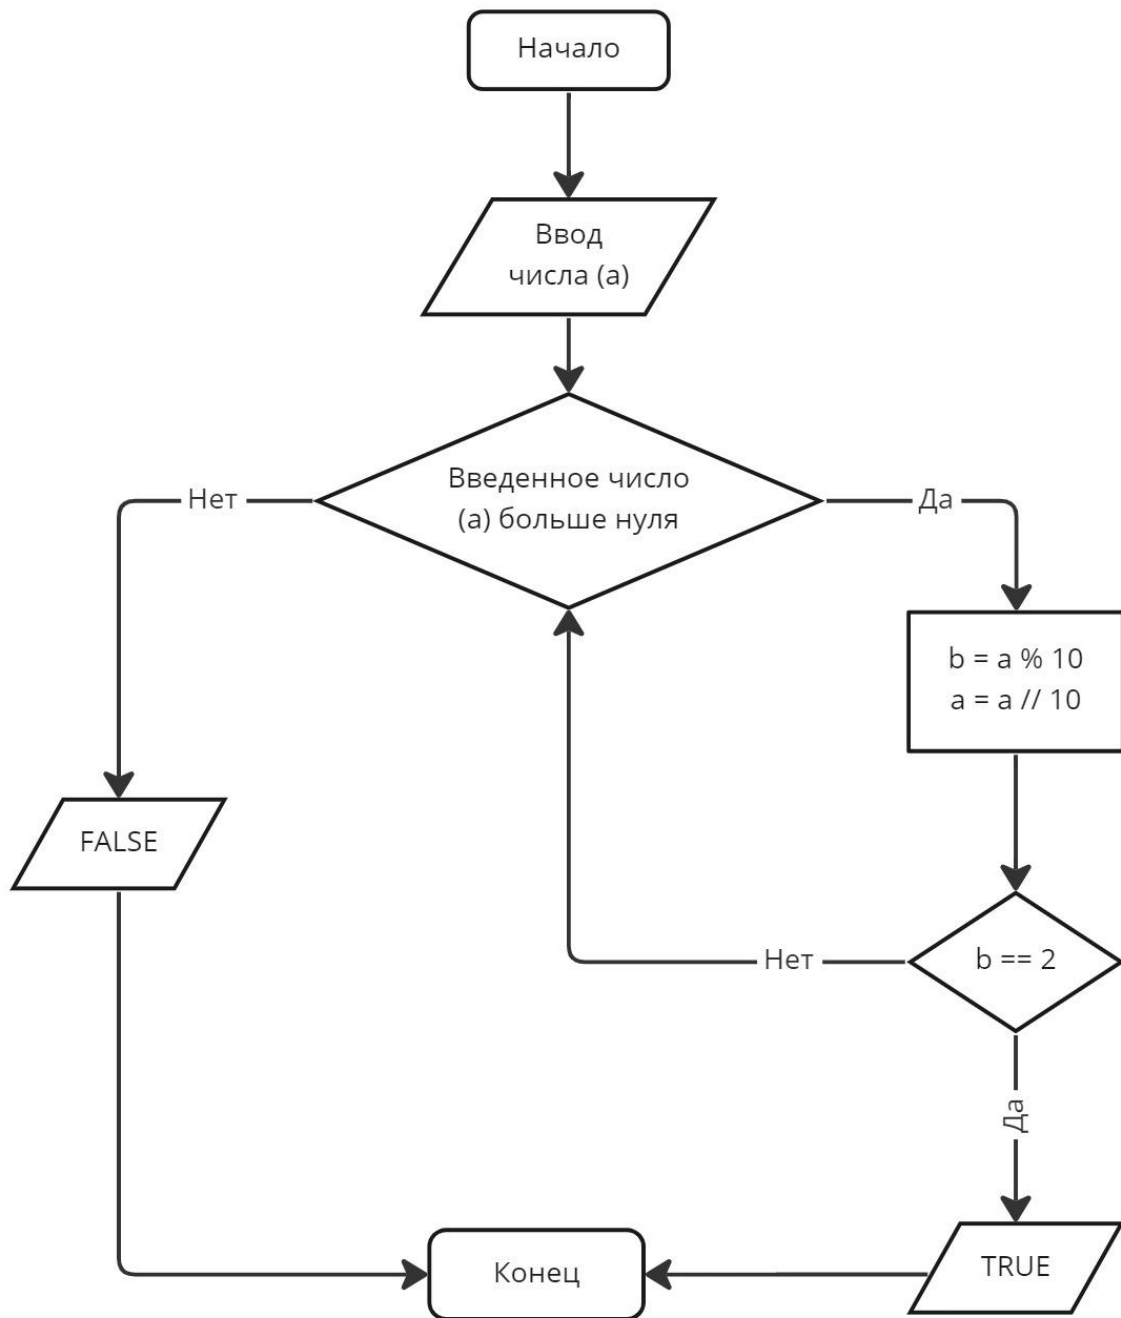 Начало
Ввод
числа (а)
Введенное число
(а) больше нуля
Нет
Да
b = a % 10
a = a // 10
FALSE
b == 2
Нет
Да
TRUE
Конец